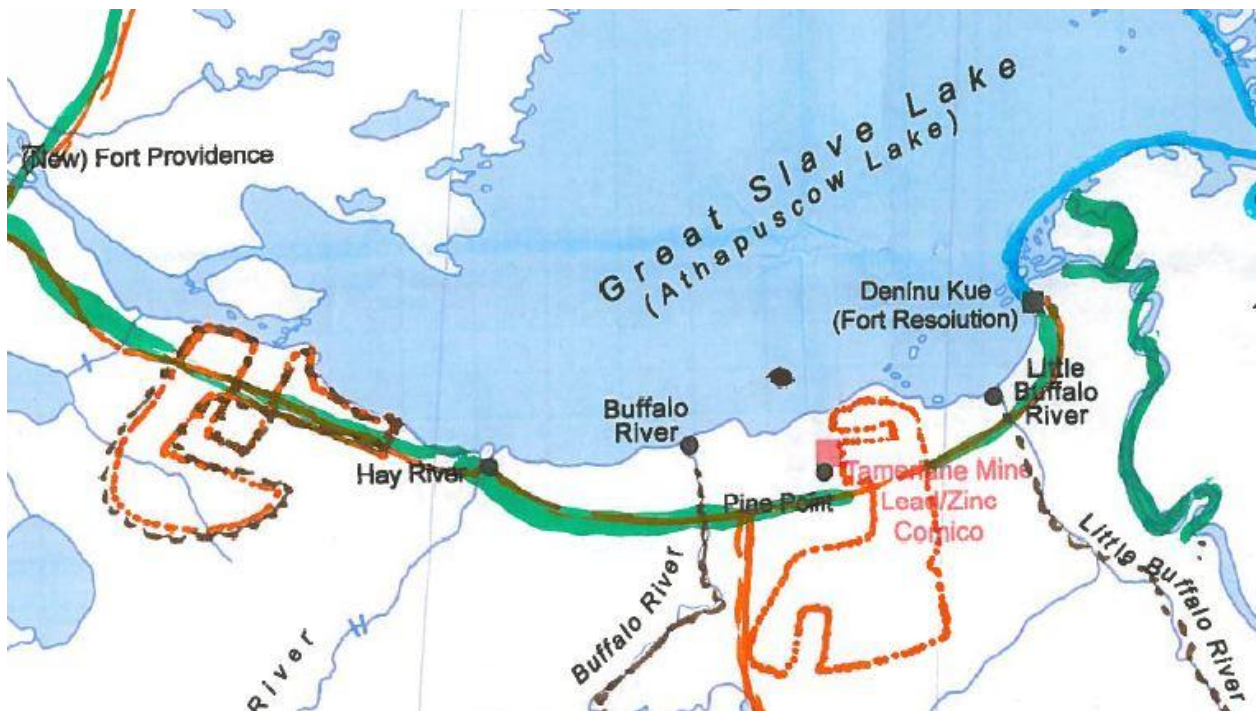 (New) Fort Providence
Great Slave Lake
(Athapuscow Lake)
Deninu Kue
(Fort Resolution)
Little
Buffalo
River
Buffalo
River
Hay River
Pine Point
Tamerlane Mine
Lead/Zinc
Comico
River
Buffalo River
Little Buffalo River